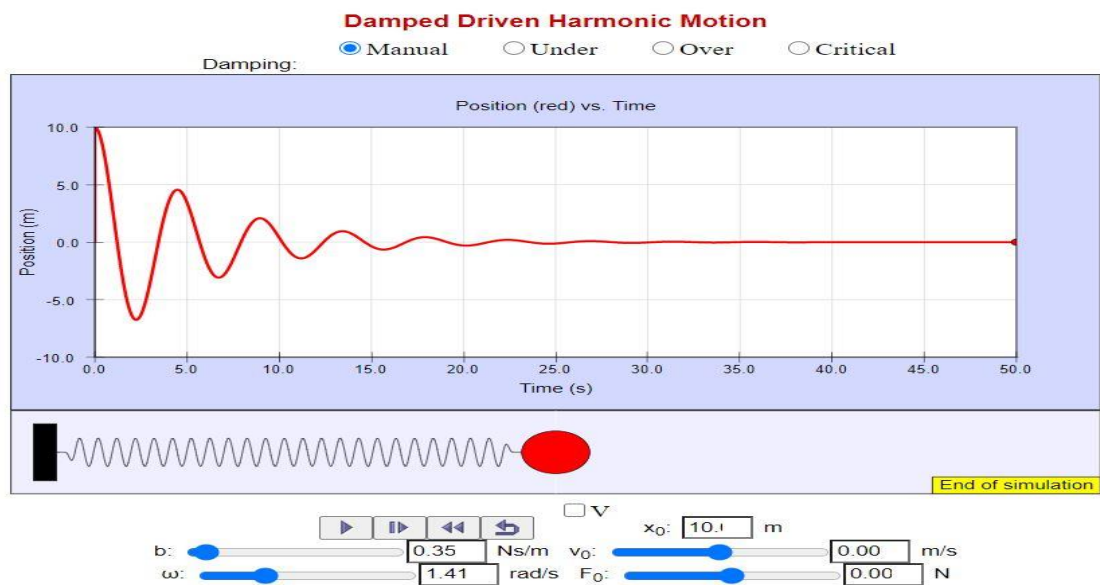 Damped Driven Harmonic Motion
Manual Under Over Critical
Damping:
Position (red) vs. Time
10.0
5.0
0.0
-5.0
-10.0
Position (m)
0.0 5.0 10.0 15.0 20.0 25.0 30.0 35.0 40.0 45.0 50.0
Time (s)
End of simulation
V
x0: 10.( m
b: 0.35 Ns/m v0: 0.00 m/s
ω: 1.41 rad/s F0: 0.00 N